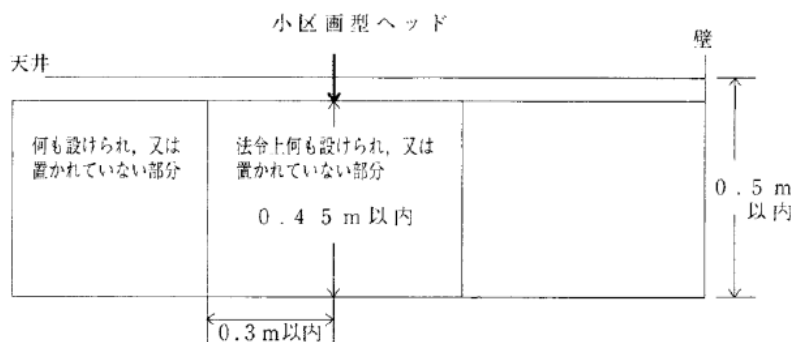 小区画型ヘッド
壁
天井
何も設けられ，又は
置かれていない部分
法令上何も設けられ，又は
置かれていない部分
0.45m以内
0.5m
以内
0.3m以内